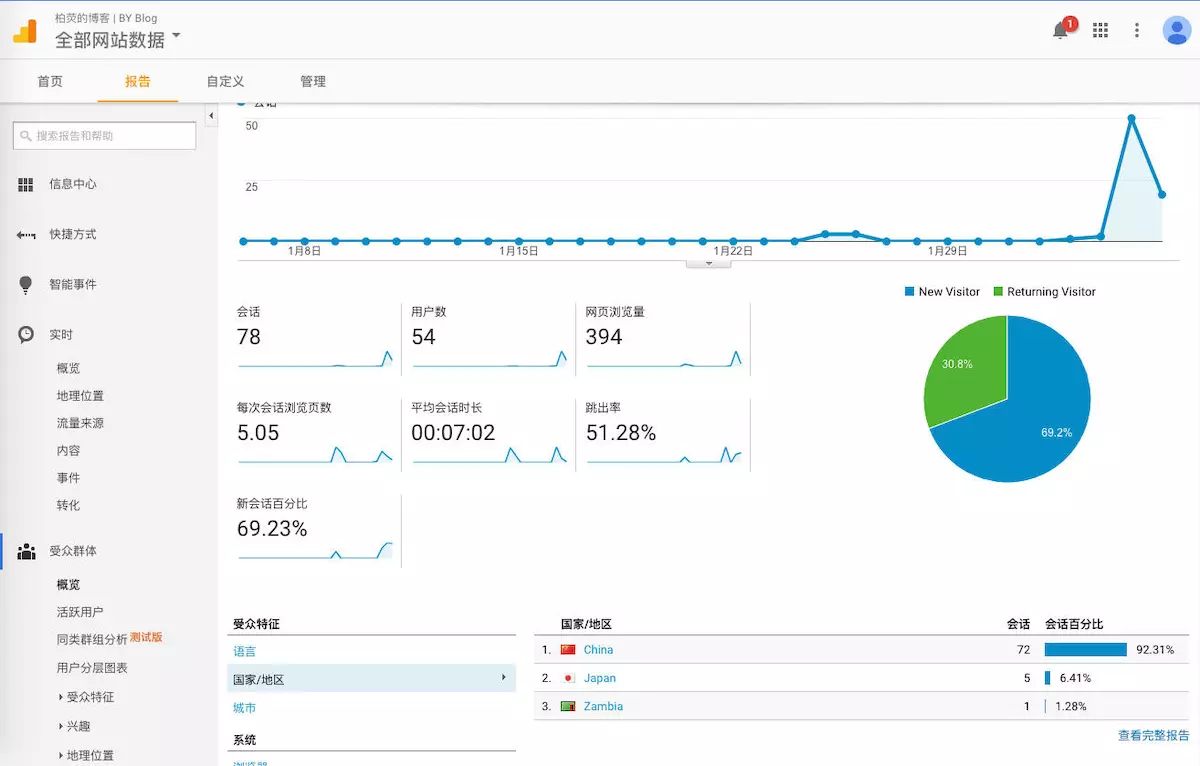 柏荧的博客 | BY Blog
全部网站数据
1
首页
报告
自定义
管理
搜索报告和帮助
信息中心
快捷方式
智能事件
实时
概览
地理位置
流量来源
内容
事件
转化
受众群体
概览
活跃用户
同类群组分析 测试版
用户分层图表
受众特征
兴趣
地理位置
会话
50
25
1月8日
1月15日
1月22日
1月29日
New Visitor
Returning Visitor
会话
78
用户数
54
网页浏览量
394
每次会话浏览页数
5.05
平均会话时长
00:07:02
跳出率
51.28%
新会话百分比
69.23%
30.8%
69.2%
受众特征
语言
国家/地区
城市
系统
浏览器
国家/地区 会话 会话百分比
1. China 72 92.31%
2. Japan 5 6.41%
3. Zambia 1 1.28%
查看完整报告